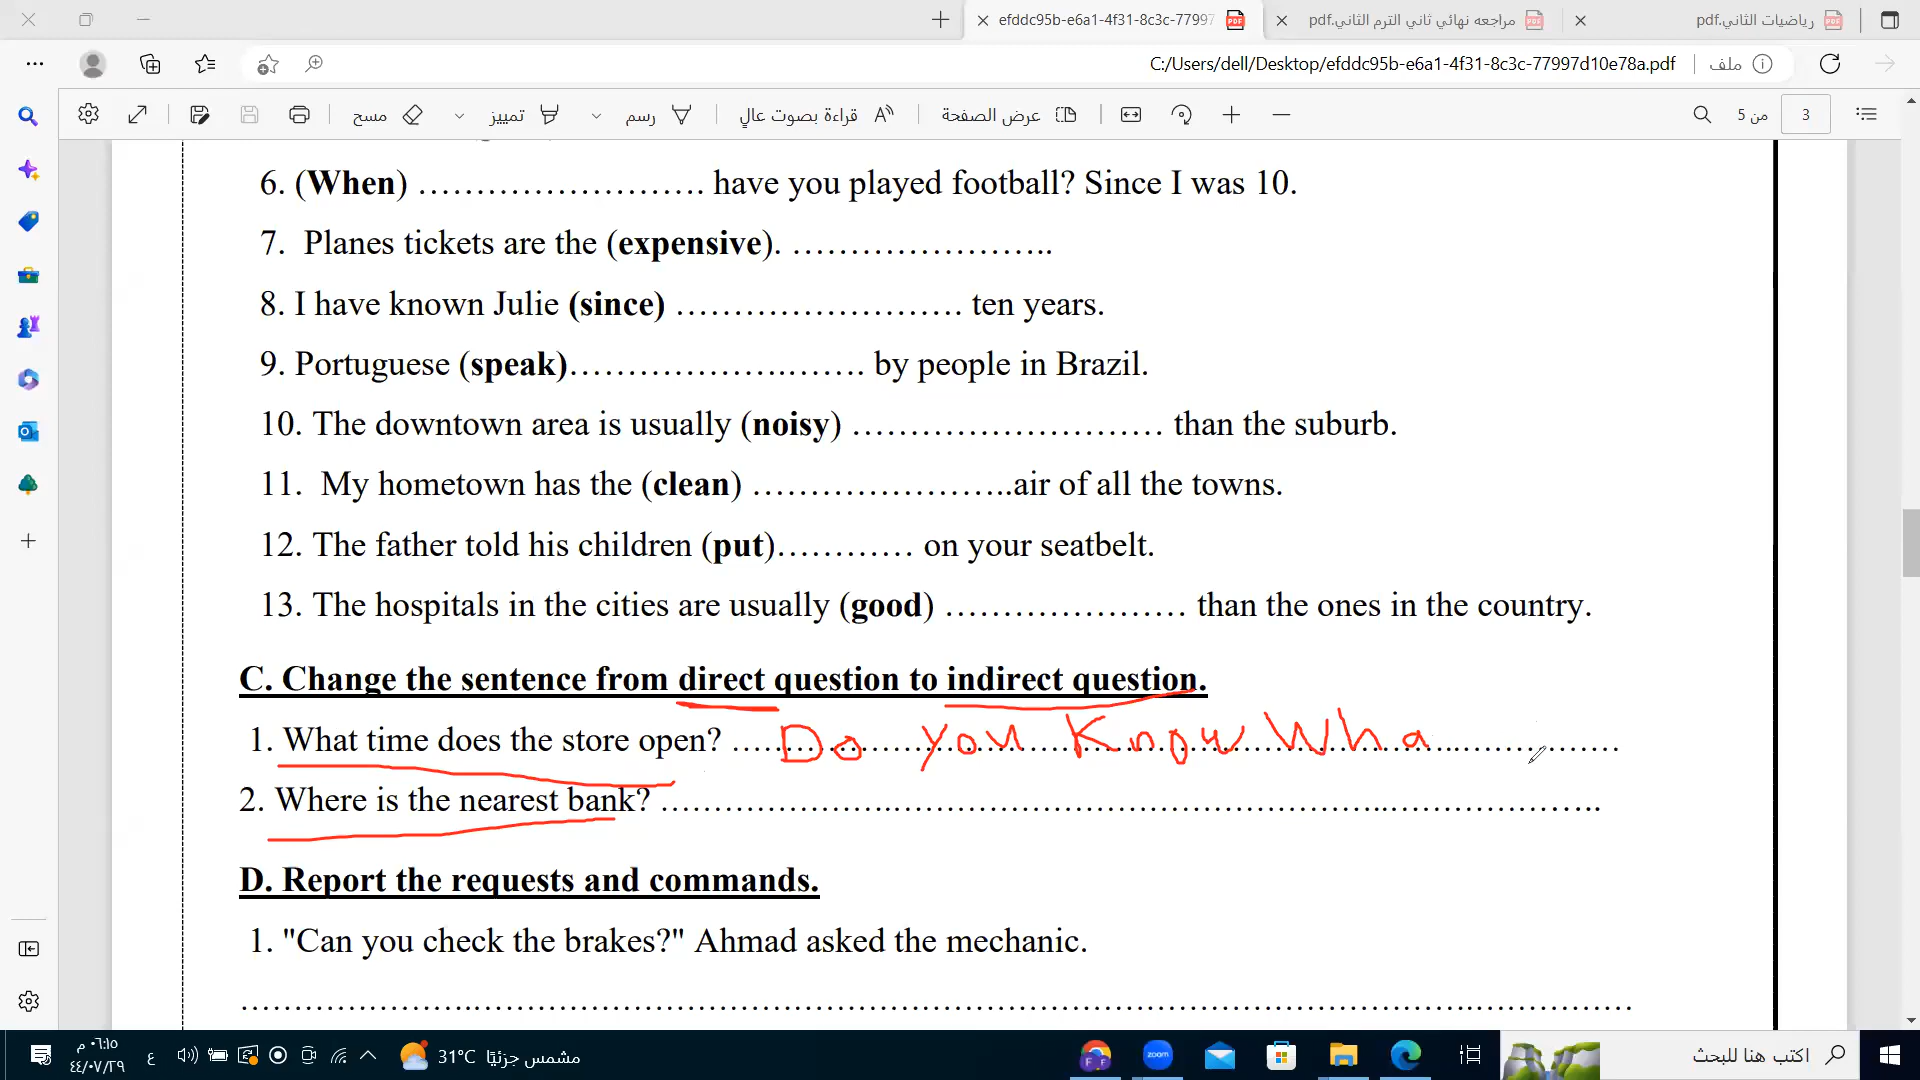 efddc95b-e6a1-4f31-8c3c-77997
مراجعه نهائي ثاني الترم الثاني.pdf
رياضيات الثاني.pdf
C:/Users/dell/Desktop/efddc95b-e6a1-4f31-8c3c-77997d10e78a.pdf
ملف
مسح
تمييز
رسم
قراءة بصوت عالٍ
عرض الصفحة
3 من 5
6. (When) ......................... have you played football? Since I was 10.
7. Planes tickets are the (expensive). .......................
8. I have known Julie (since) ......................... ten years.
9. Portuguese (speak)......................... by people in Brazil.
10. The downtown area is usually (noisy) ........................... than the suburb.
11. My hometown has the (clean) .......................air of all the towns.
12. The father told his children (put)............ on your seatbelt.
13. The hospitals in the cities are usually (good) ..................... than the ones in the country.
C. Change the sentence from direct question to indirect question.
1. What time does the store open? ..... Do you Know Wha ...............
2. Where is the nearest bank? .................................................................................
D. Report the requests and commands.
1. "Can you check the brakes?" Ahmad asked the mechanic.
........................................................................................................................
٠٦:١٥ م
٤٤/٠٧/٢٩
ع
31°C مشمس جزئيًا
zoom
اكتب هنا للبحث